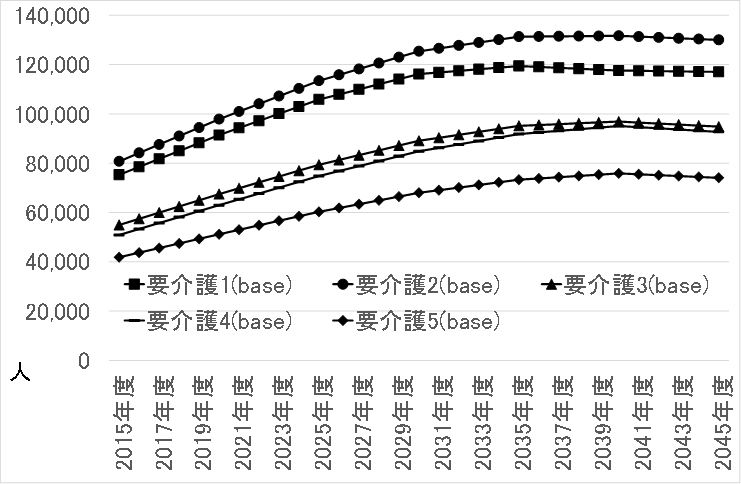 140,000
120,000
100,000
80,000
60,000
40,000
20,000
0
人
要介護1(base) 要介護2(base) 要介護3(base)
要介護4(base) 要介護5(base)
2015年度 2017年度 2019年度 2021年度 2023年度 2025年度 2027年度 2029年度 2031年度 2033年度 2035年度 2037年度 2039年度 2041年度 2043年度 2045年度